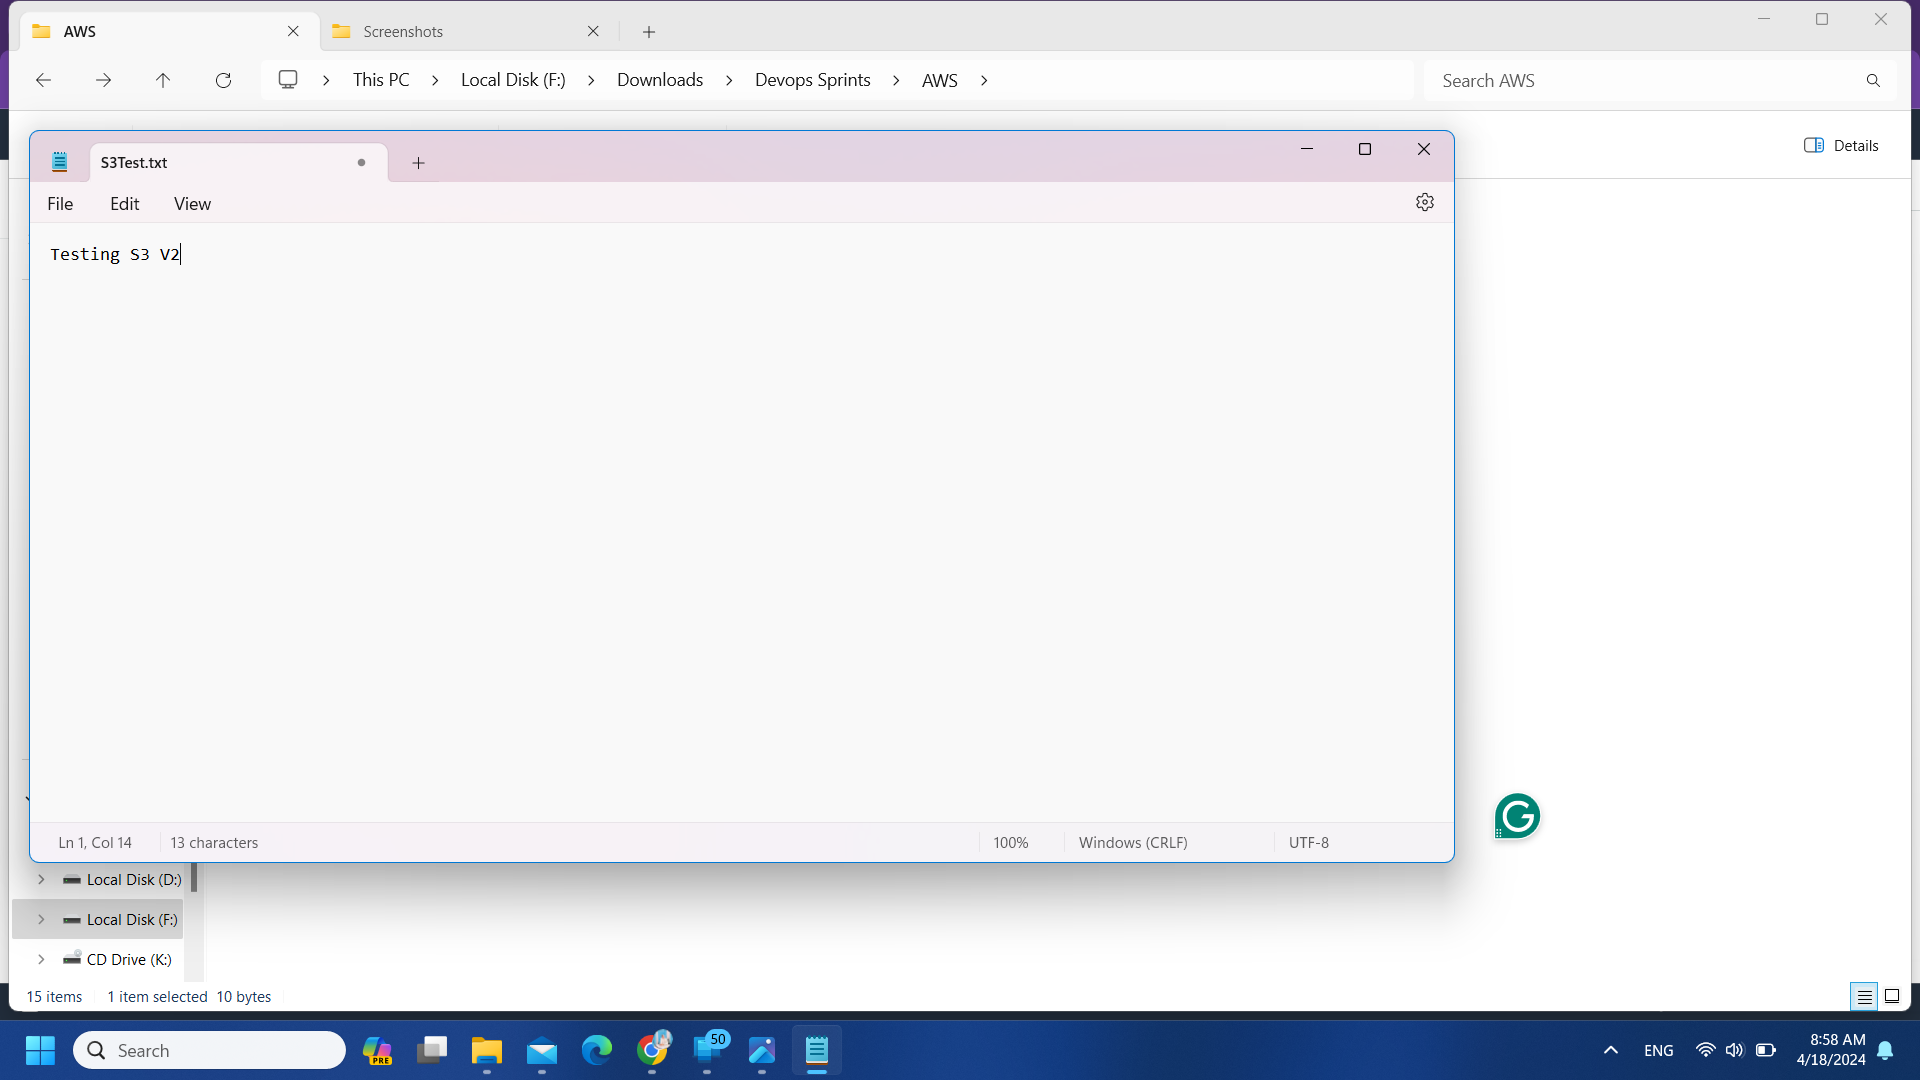 AWS
Screenshots
This PC
Local Disk (F:)
Downloads
Devops Sprints
AWS
Search AWS
Details
S3Test.txt
File
Edit
View
Testing S3 V2
Ln 1, Col 14
13 characters
100%
Windows (CRLF)
UTF-8
Local Disk (D:)
Local Disk (F:)
CD Drive (K:)
15 items
1 item selected
10 bytes
Search
PRE
50
ENG
8:58 AM
4/18/2024